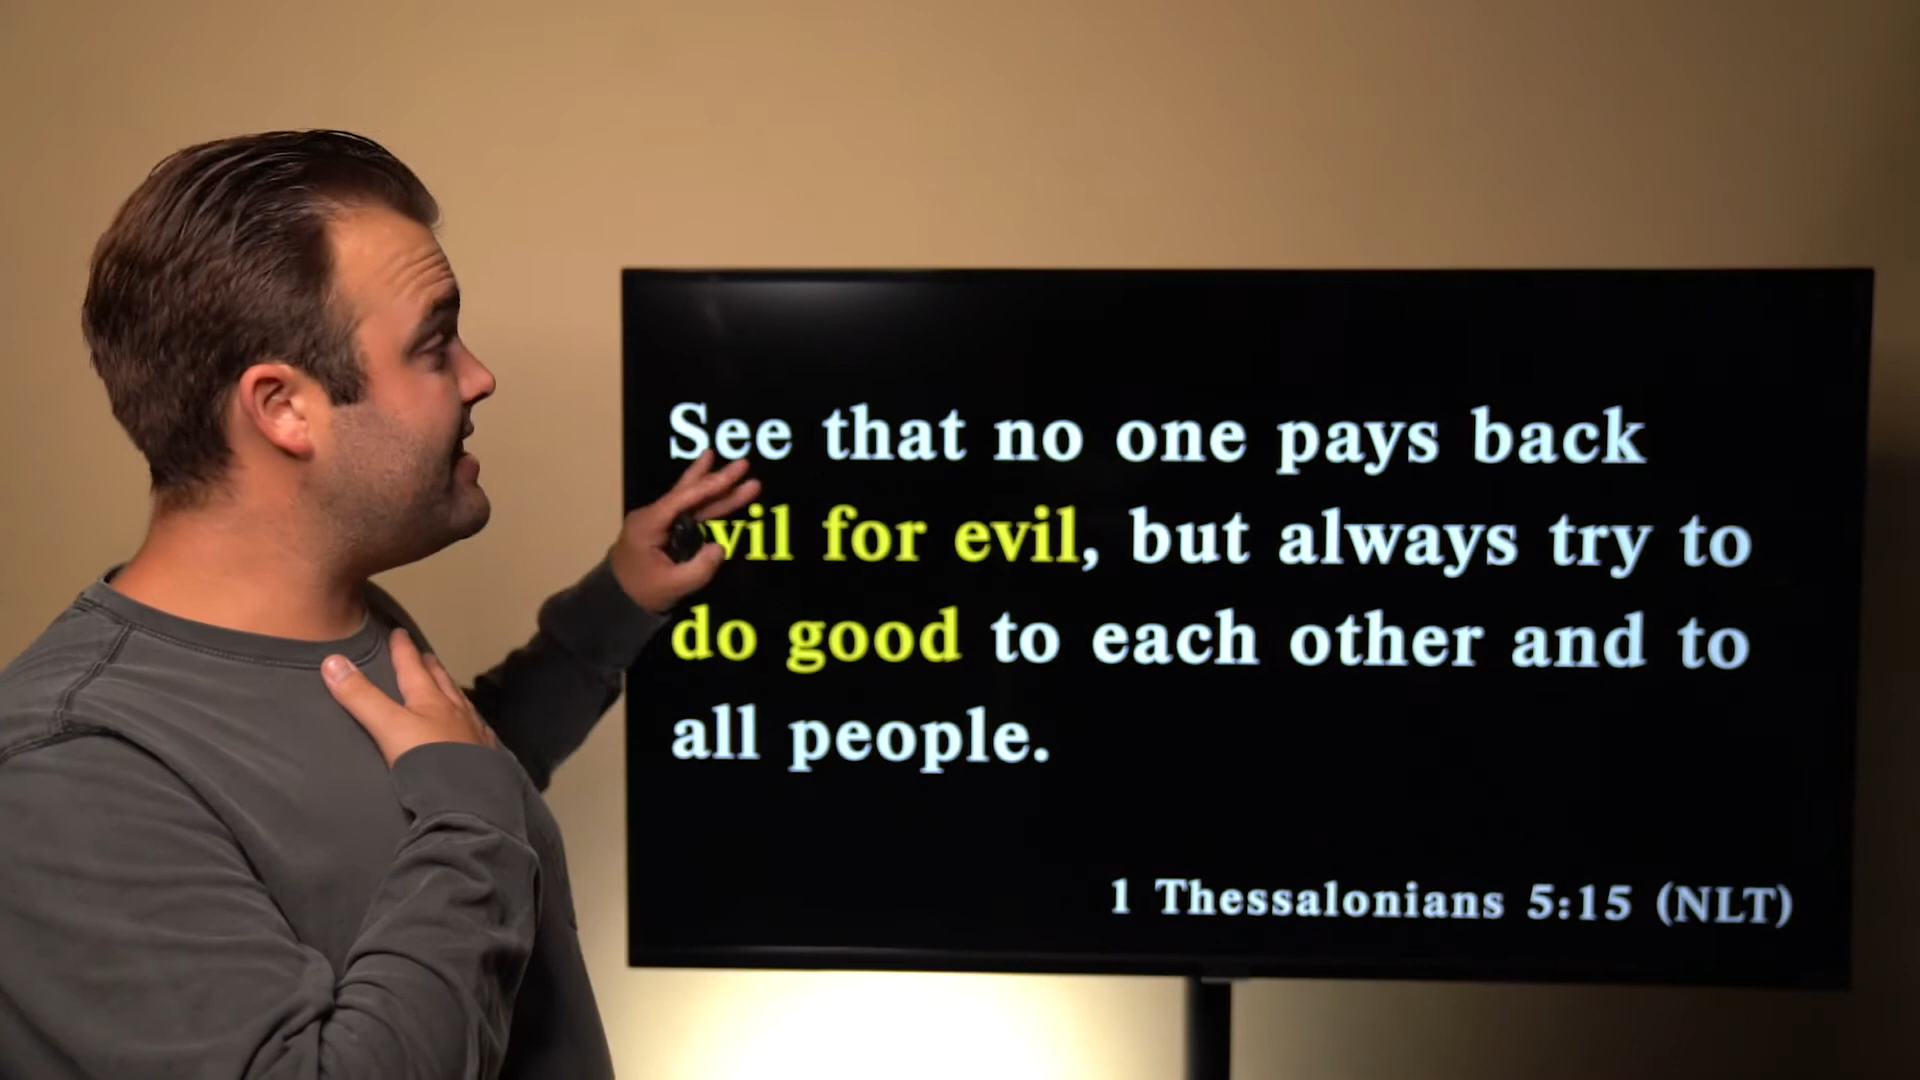 See that no one pays back
evil for evil, but always try to
do good to each other and to
all people.
1 Thessalonians 5:15 (NLT)